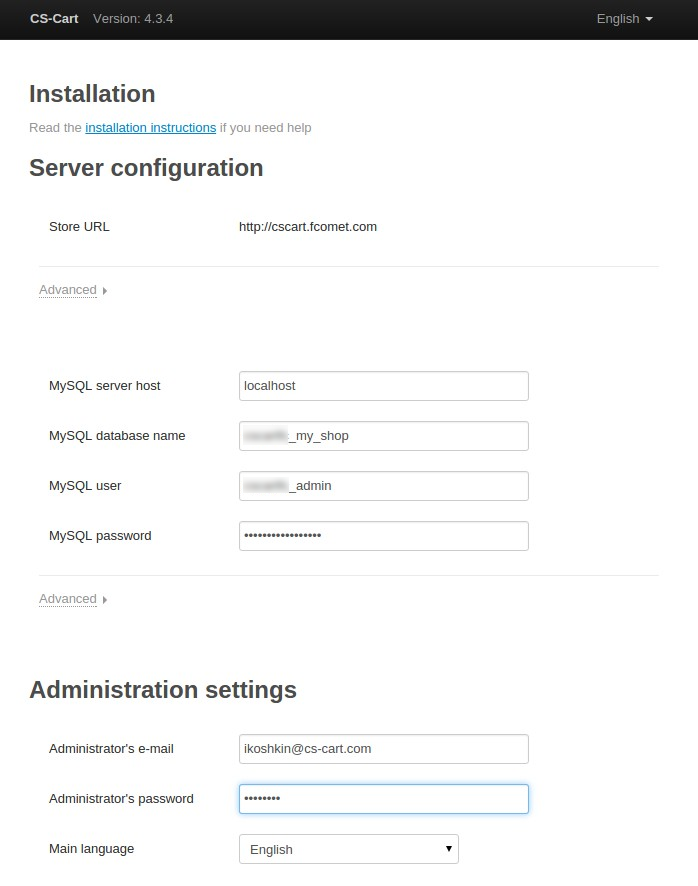 CS-Cart Version: 4.3.4 English
Installation
Read the installation instructions if you need help
Server configuration
Store URL http://cscart.fcomet.com
Advanced
MySQL server host localhost
MySQL database name _my_shop
MySQL user _admin
MySQL password •••••••••••••••••
Advanced
Administration settings
Administrator's e-mail ikoshkin@cs-cart.com
Administrator's password ••••••••
Main language English